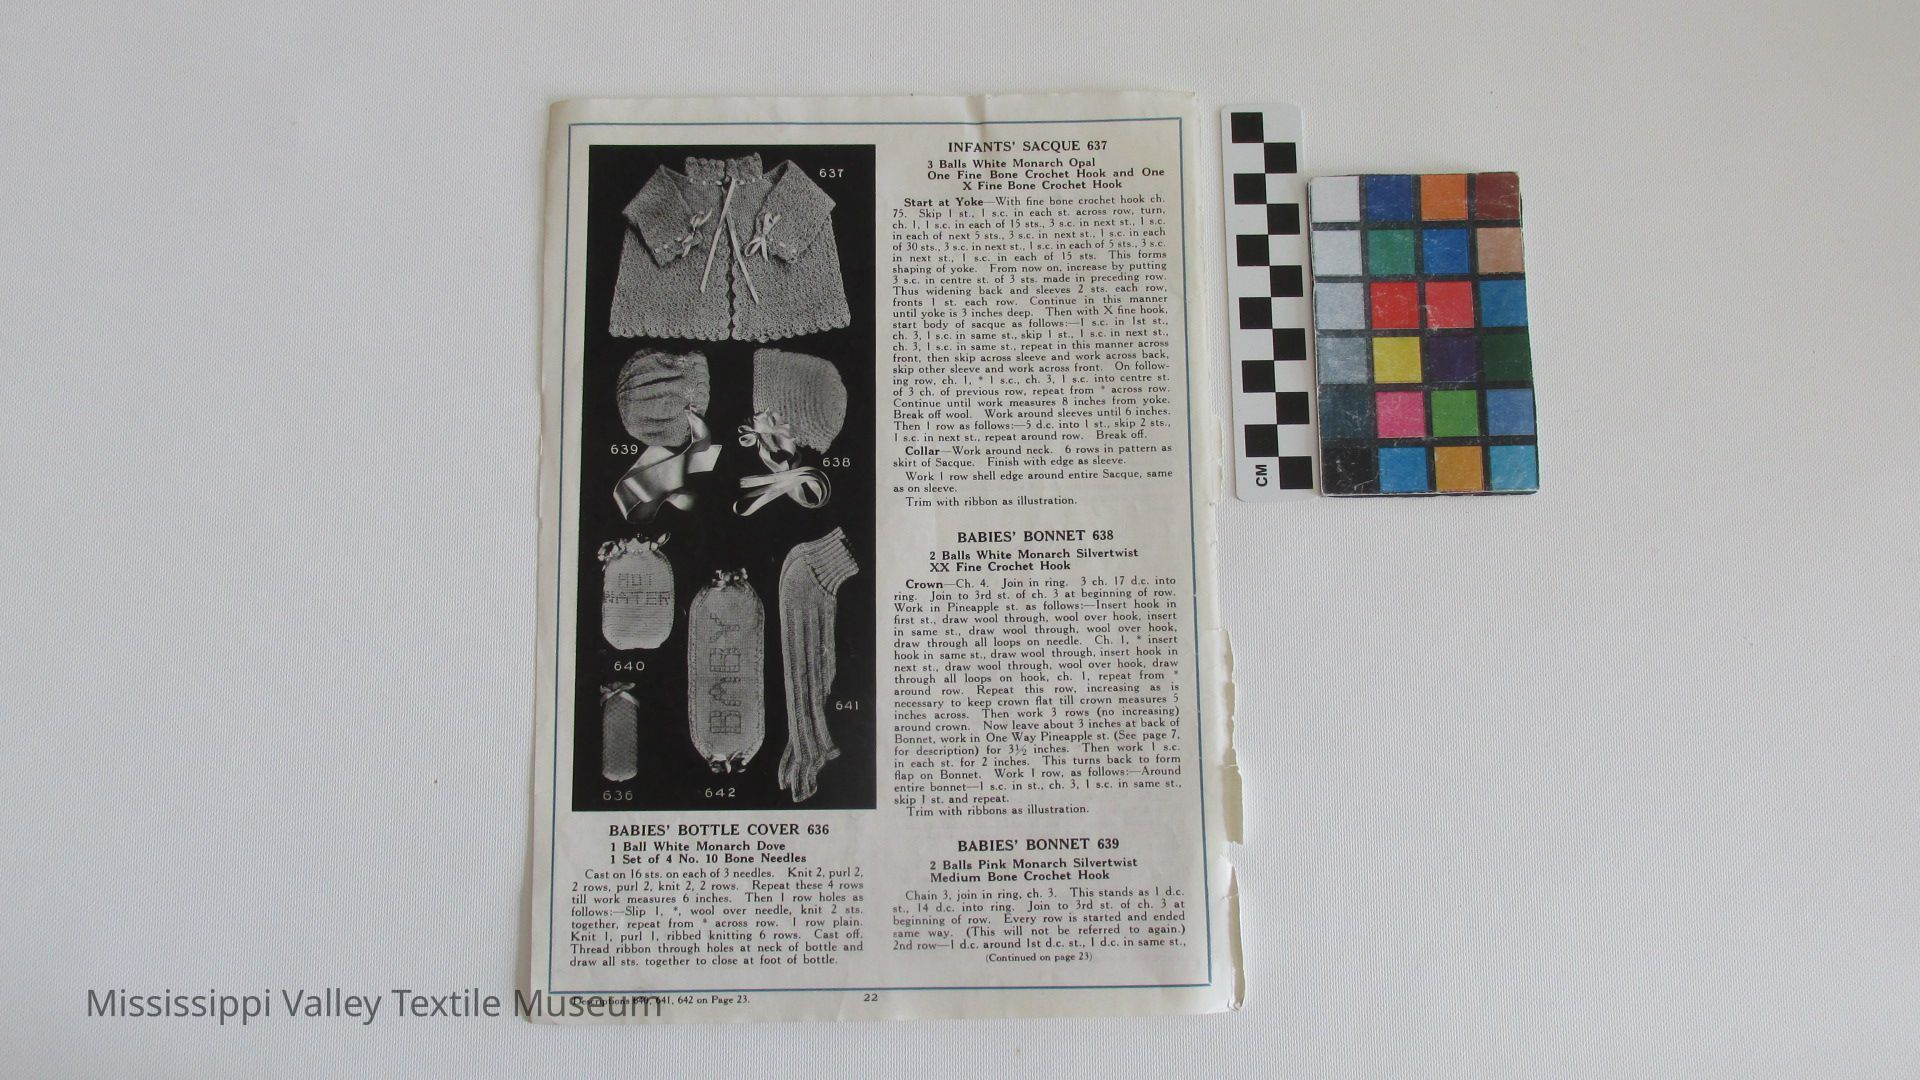 637
639
638
HOT
WATER
640
BABY
641
636
642
BABIES' BOTTLE COVER 636
1 Ball White Monarch Dove
1 Set of 4 No. 10 Bone Needles
Cast on 16 sts. on each of 3 needles. Knit 2, purl 2,
2 rows, purl 2, knit 2, 2 rows. Repeat these 4 rows
till work measures 6 inches. Then 1 row holes as
follows:—Slip 1, *, wool over needle, knit 2 sts.
together, repeat from * across row. 1 row plain.
Knit 1, purl 1, ribbed knitting 6 rows. Cast off.
Thread ribbon through holes at neck of bottle and
draw all sts. together to close at foot of bottle.
INFANTS' SACQUE 637
3 Balls White Monarch Opal
One Fine Bone Crochet Hook and One
X Fine Bone Crochet Hook
Start at Yoke—With fine bone crochet hook ch.
75. Skip 1 st., 1 s.c. in each st. across row, turn,
ch. 1, 1 s.c. in each of 15 sts., 3 s.c. in next st., 1 s.c.
in each of next 5 sts., 3 s.c. in next st., 1 s.c. in each
of 30 sts., 3 s.c. in next st., 1 s.c. in each of 5 sts., 3 s.c.
in next st., 1 s.c. in each of 15 sts. This forms
shaping of yoke. From now on, increase by putting
3 s.c. in centre st. of 3 sts. made in preceding row.
Thus widening back and sleeves 2 sts. each row,
fronts 1 st. each row. Continue in this manner
until yoke is 3 inches deep. Then with X fine hook,
start body of sacque as follows:—1 s.c. in 1st st.,
ch. 3, 1 s.c. in same st., skip 1 st., 1 s.c. in next st.,
ch. 3, 1 s.c. in same st., repeat in this manner across
front, then skip across sleeve and work across back,
skip other sleeve and work across front. On follow-
ing row, ch. 1, * 1 s.c., ch. 3, 1 s.c. into centre st.
of 3 ch. of previous row, repeat from * across row.
Continue until work measures 8 inches from yoke.
Break off wool. Work around sleeves until 6 inches.
Then 1 row as follows:—5 d.c. into 1 st., skip 2 sts.,
1 s.c. in next st., repeat around row. Break off.
Collar—Work around neck. 6 rows in pattern as
skirt of Sacque. Finish with edge as sleeve.
Work 1 row shell edge around entire Sacque, same
as on sleeve.
Trim with ribbon as illustration.
BABIES' BONNET 638
2 Balls White Monarch Silvertwist
XX Fine Crochet Hook
Crown—Ch. 4. Join in ring. 3 ch. 17 d.c. into
ring. Join to 3rd st. of ch. 3 at beginning of row.
Work in Pineapple st. as follows:—Insert hook in
first st., draw wool through, wool over hook, insert
in same st., draw wool through, wool over hook,
draw through all loops on needle. Ch. 1, * insert
hook in same st., draw wool through, insert hook in
next st., draw wool through, wool over hook, draw
through all loops on hook, ch. 1, repeat from *
around row. Repeat this row, increasing as is
necessary to keep crown flat till crown measures 5
inches across. Then work 3 rows (no increasing)
around crown. Now leave about 3 inches at back of
Bonnet, work in One Way Pineapple st. (See page 7,
for description) for 3½ inches. Then work 1 s.c.
in each st. for 2 inches. This turns back to form
flap on Bonnet. Work 1 row, as follows:—Around
entire bonnet—1 s.c. in st., ch. 3, 1 s.c. in same st.,
skip 1 st. and repeat.
Trim with ribbons as illustration.
BABIES' BONNET 639
2 Balls Pink Monarch Silvertwist
Medium Bone Crochet Hook
Chain 3, join in ring, ch. 3. This stands as 1 d.c.
st., 14 d.c. into ring. Join to 3rd st. of ch. 3 at
beginning of row. Every row is started and ended
same way. (This will not be referred to again.)
2nd row—1 d.c. around 1st d.c. st., 1 d.c. in same st.,
(Continued on page 23)
Descriptions 640, 641, 642 on Page 23.
22
CM
Mississippi Valley Textile Museum